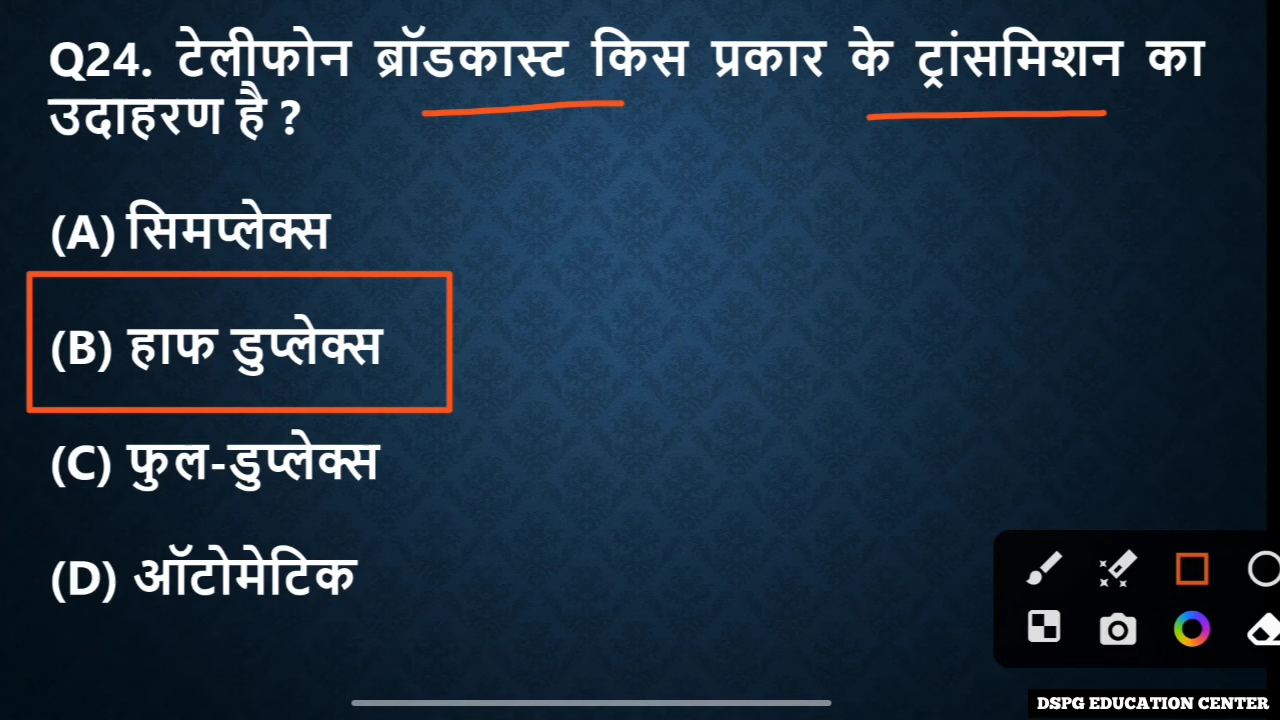 Q24. टेलीफोन ब्रॉडकास्ट किस प्रकार के ट्रांसमिशन का
उदाहरण है ?
(A) सिमप्लेक्स
(B) हाफ डुप्लेक्स
(C) फुल-डुप्लेक्स
(D) ऑटोमेटिक
DSPG EDUCATION CENTER